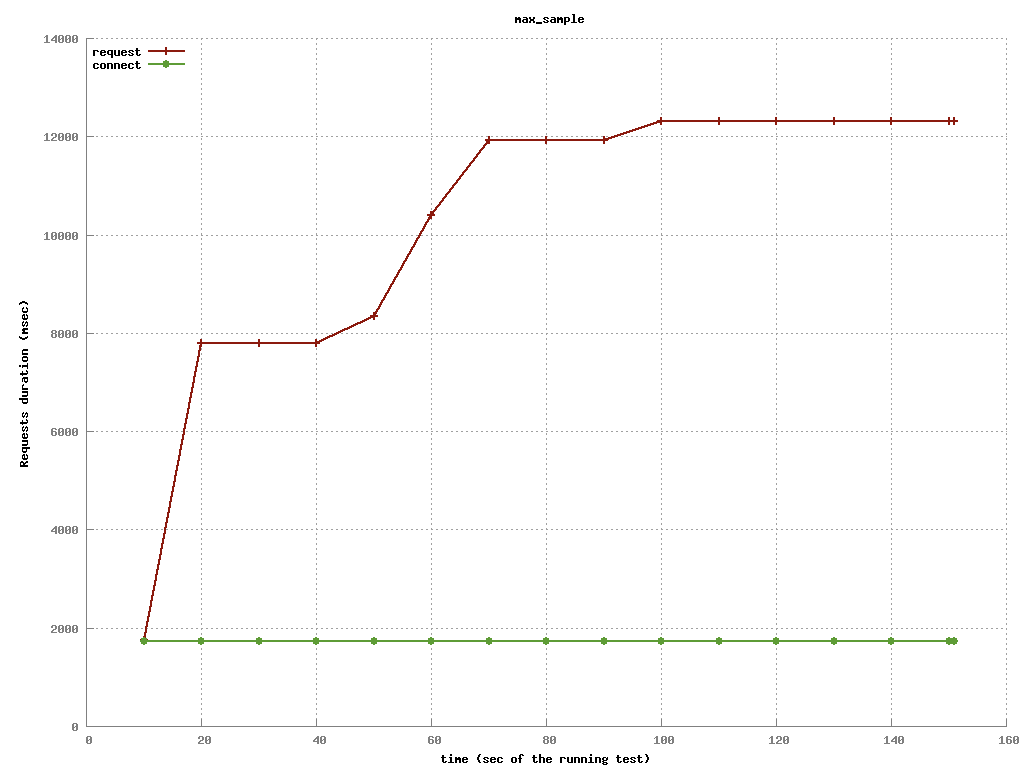 max_sample
14000
request
connect
12000
10000
8000
Requests duration (msec)
6000
4000
2000
0
0 20 40 60 80 100 120 140 160
time (sec of the running test)